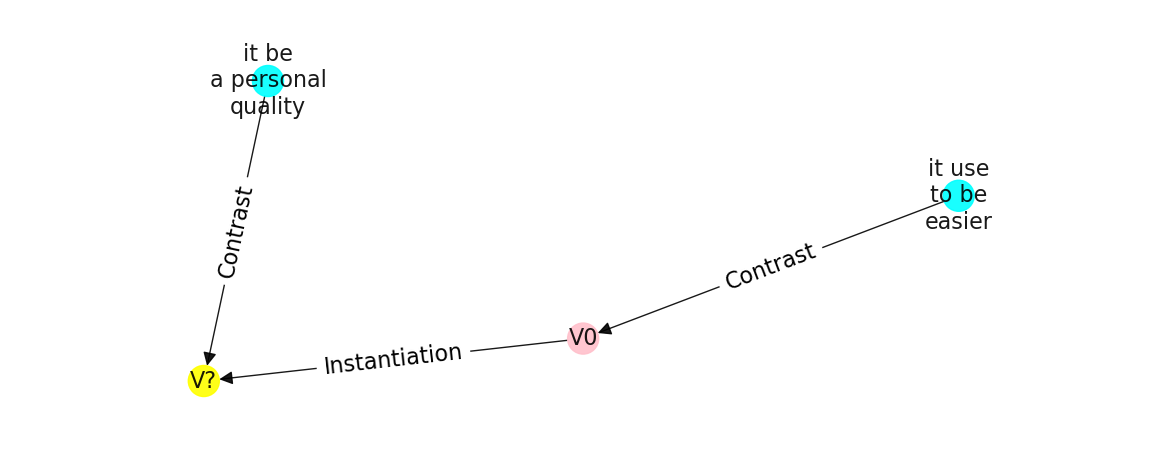 it be
a personal
quality
it use
to be
easier
Contrast
Contrast
V0
Instantiation
V?